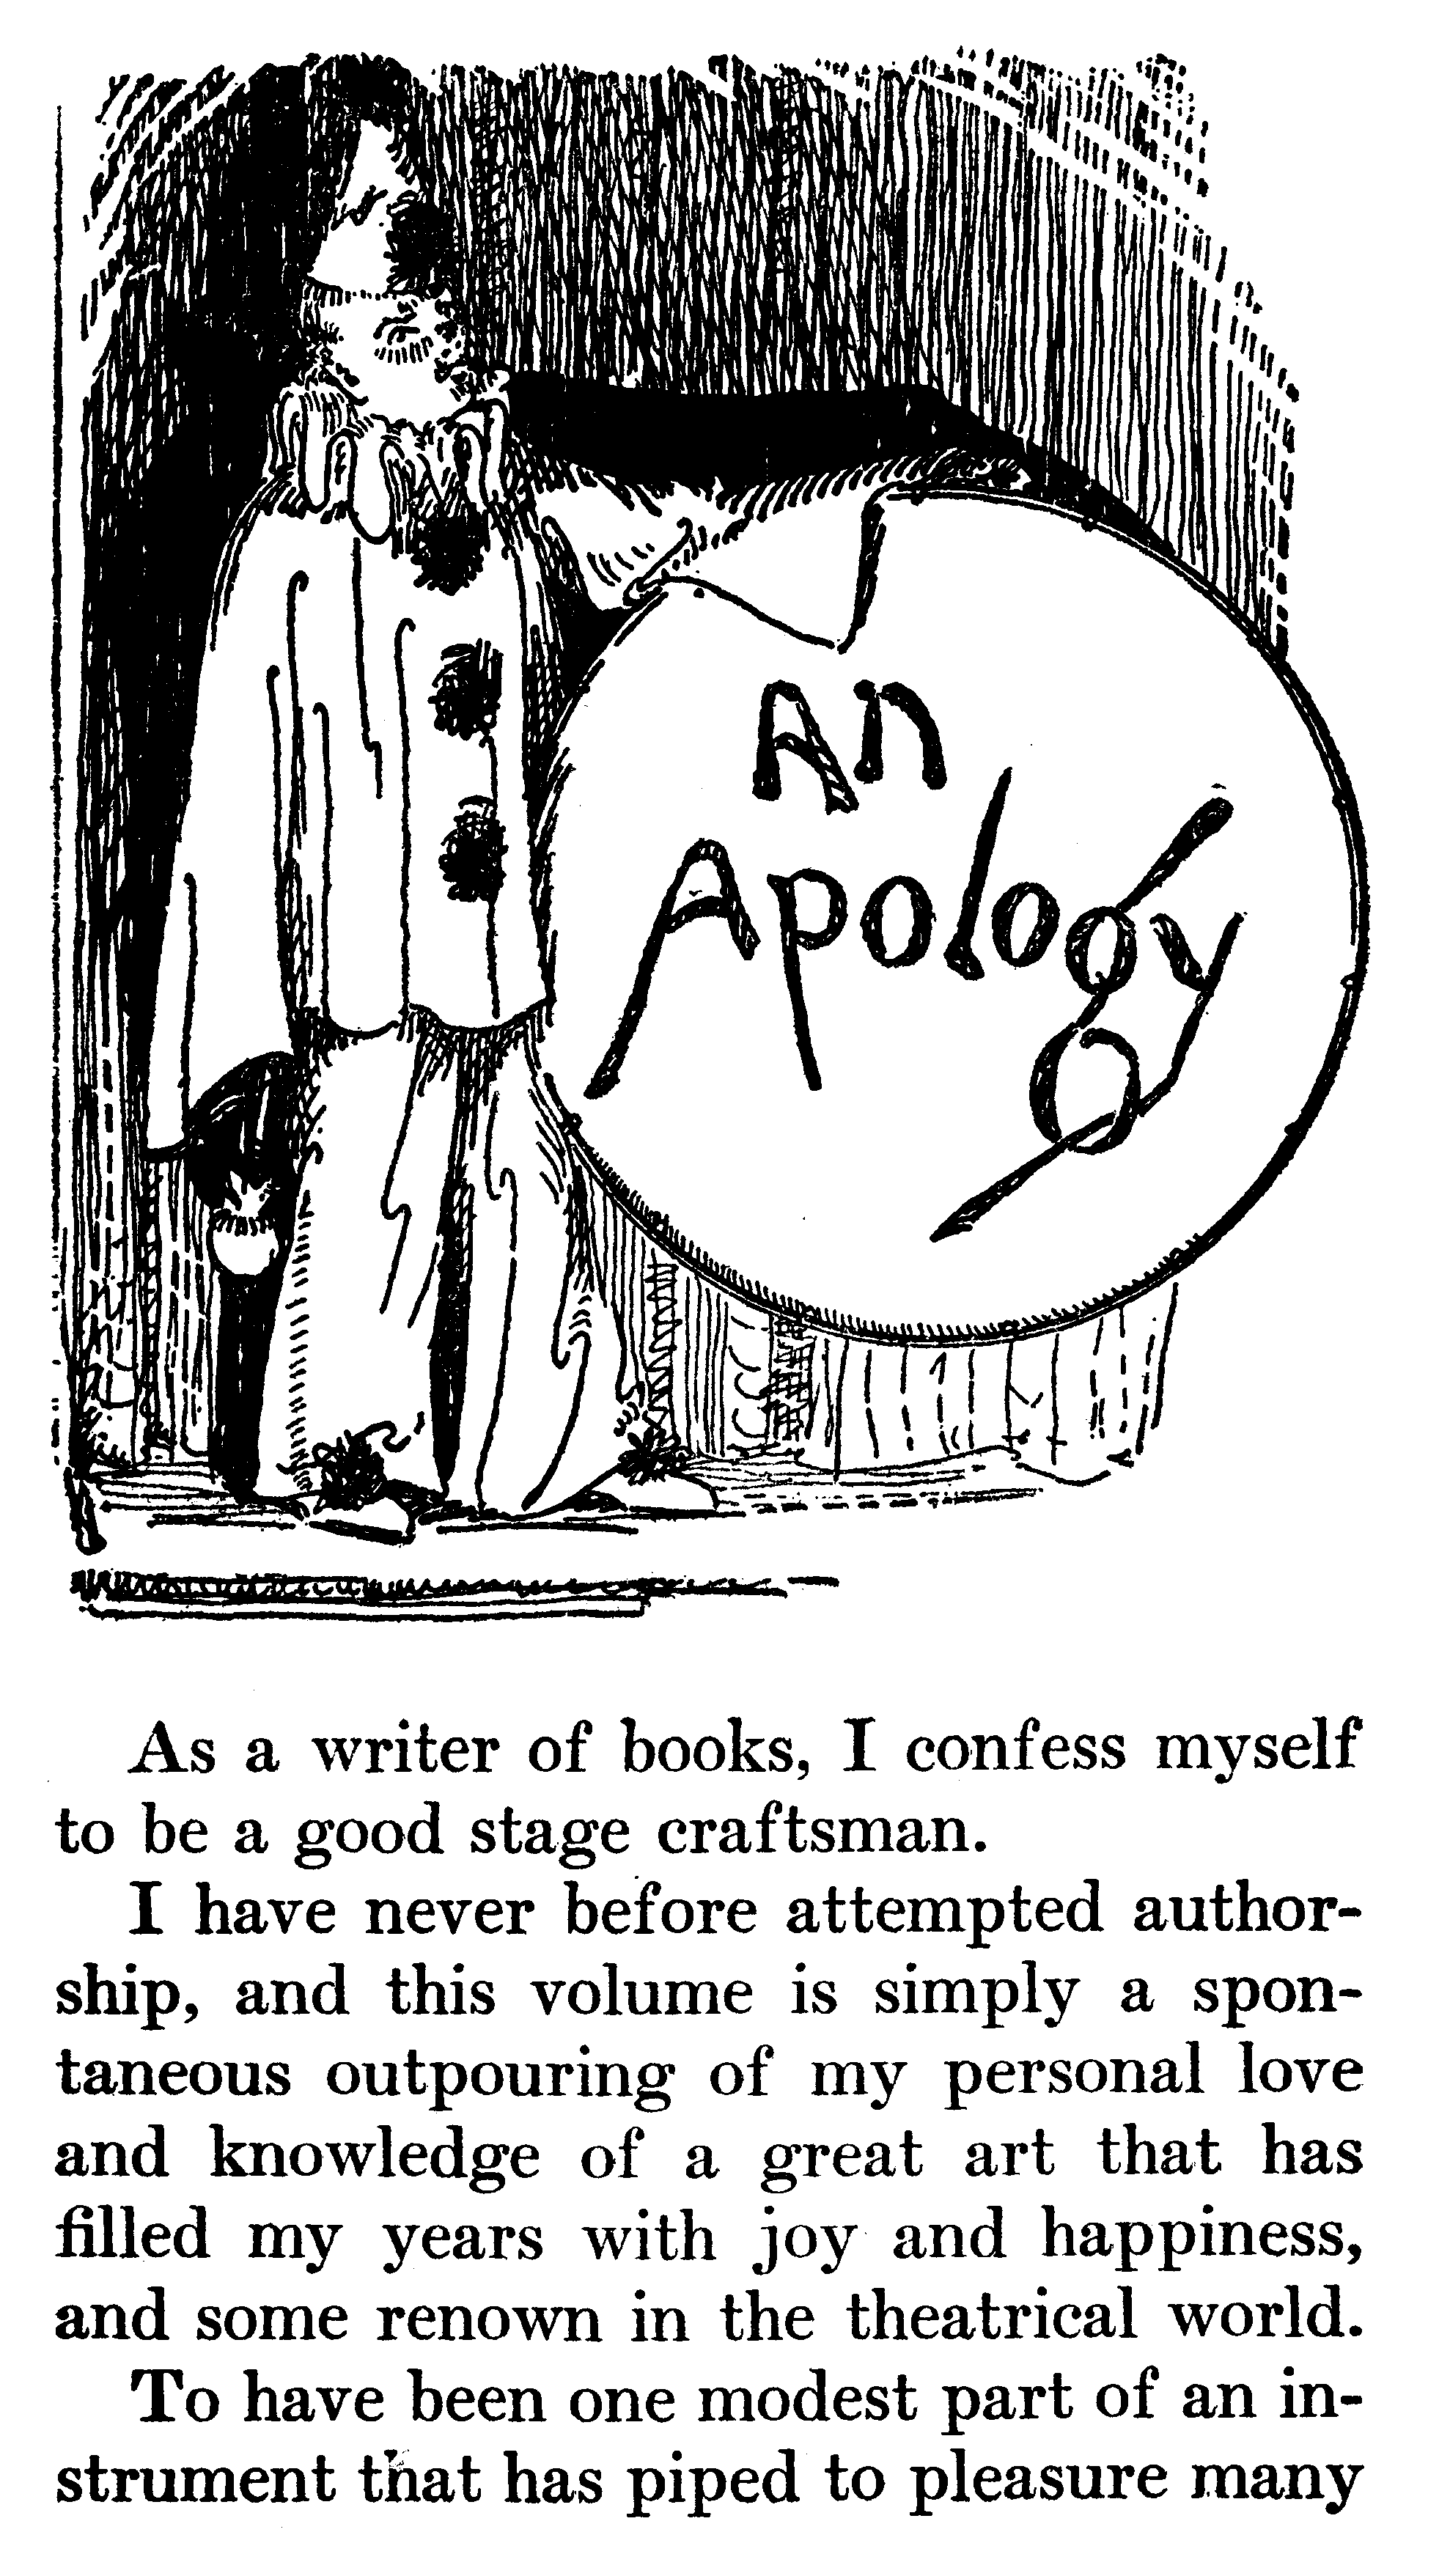 An
Apology
As a writer of books, I confess myself
to be a good stage craftsman.
I have never before attempted author-
ship, and this volume is simply a spon-
taneous outpouring of my personal love
and knowledge of a great art that has
filled my years with joy and happiness,
and some renown in the theatrical world.
To have been one modest part of an in-
strument that has piped to pleasure many